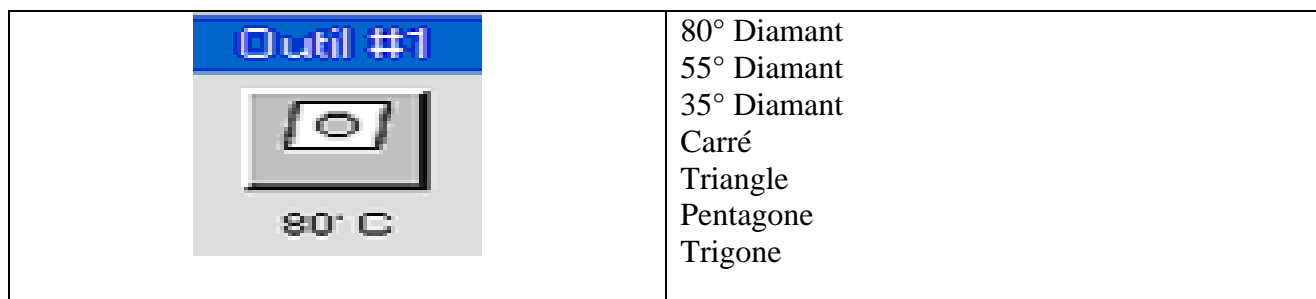 Outil #1
80° C
80° Diamant
55° Diamant
35° Diamant
Carré
Triangle
Pentagone
Trigone